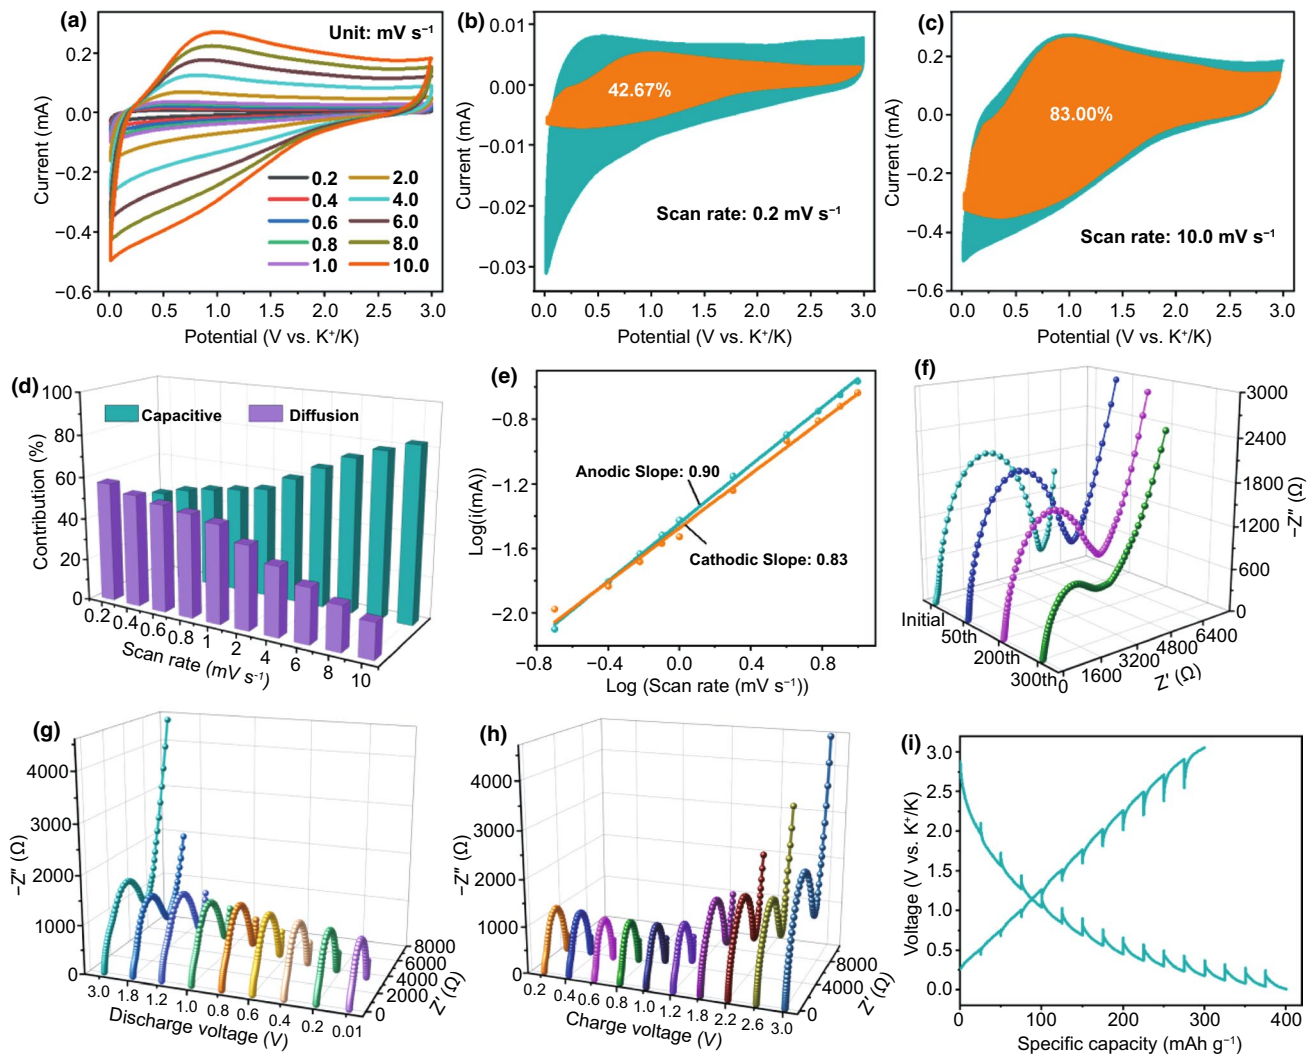 (a)
Unit: mV s⁻¹
Current (mA)
0.2
0.0
−0.2
−0.4
−0.6
0.2 2.0
0.4 4.0
0.6 6.0
0.8 8.0
1.0 10.0
0.0 0.5 1.0 1.5 2.0 2.5 3.0
Potential (V vs. K⁺/K)
(b)
Current (mA)
0.01
0.00
−0.01
−0.02
−0.03
42.67%
Scan rate: 0.2 mV s⁻¹
0.0 0.5 1.0 1.5 2.0 2.5 3.0
Potential (V vs. K⁺/K)
(c)
Current (mA)
0.2
0.0
−0.2
−0.4
−0.6
83.00%
Scan rate: 10.0 mV s⁻¹
0.0 0.5 1.0 1.5 2.0 2.5 3.0
Potential (V vs. K⁺/K)
(d)
Contribution (%)
100
80
60
40
20
0
Capacitive Diffusion
0.2 0.4 0.6 0.8 1 2 4 6 8 10
Scan rate (mV s⁻¹)
(e)
Log(i(mA))
−0.8
−1.2
−1.6
−2.0
Anodic Slope: 0.90
Cathodic Slope: 0.83
−0.8 −0.4 0.0 0.4 0.8
Log (Scan rate (mV s⁻¹))
(f)
3000
2400
1800
1200
600
0
−Z″ (Ω)
Initial
50th
200th
300th
0 1600 3200 4800 6400
Z′ (Ω)
(g)
−Z″ (Ω)
4000
3000
2000
1000
0
3.0 1.8 1.2 1.0 0.8 0.6 0.4 0.2 0.01
Discharge voltage (V)
8000
6000
4000
2000
0
Z′ (Ω)
(h)
−Z″ (Ω)
4000
3000
2000
1000
0
0.2 0.4 0.6 0.8 1.0 1.2 1.8 2.2 2.6 3.0
Charge voltage (V)
8000
4000
0
Z′ (Ω)
(i)
Voltage (V vs. K⁺/K)
3.0
2.5
2.0
1.5
1.0
0.5
0.0
0 100 200 300 400
Specific capacity (mAh g⁻¹)